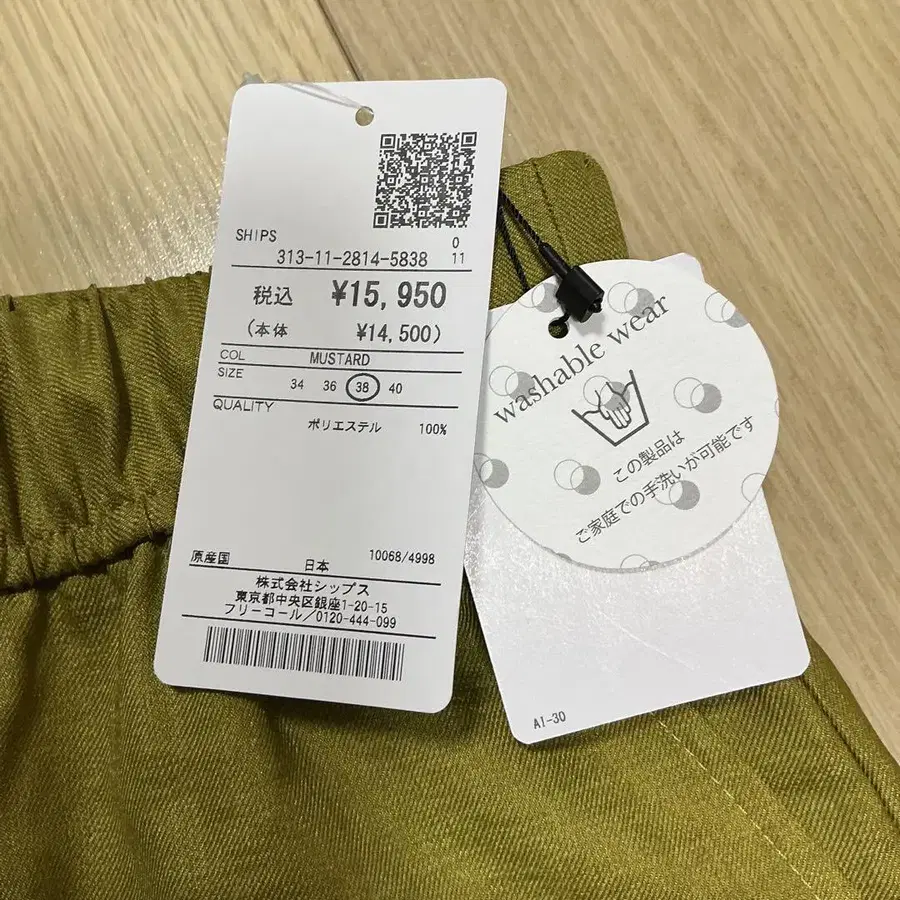 SHIPS
0
313-11-2814-5838 11
税込 ¥15,950
(本体 ¥14,500)
COL MUSTARD
SIZE 34 36 38 40
QUALITY
ポリエステル 100%
原産国 日本 10068/4998
株式会社シップス
東京都中央区銀座1-20-15
フリーコール/0120-444-099
washable wear
この製品は
ご家庭での手洗いが可能です
AI-30